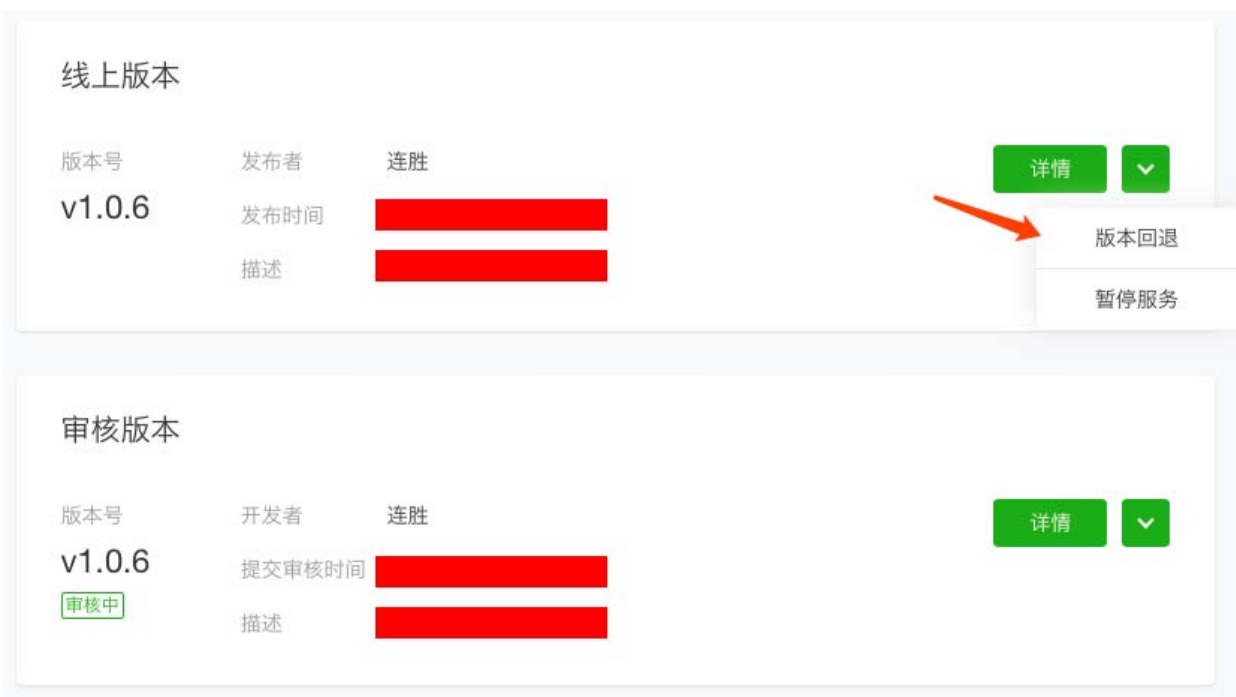 线上版本
版本号 发布者 连胜 详情
v1.0.6 发布时间
版本回退
描述
暂停服务
审核版本
版本号 开发者 连胜 详情
v1.0.6 提交审核时间
审核中
描述